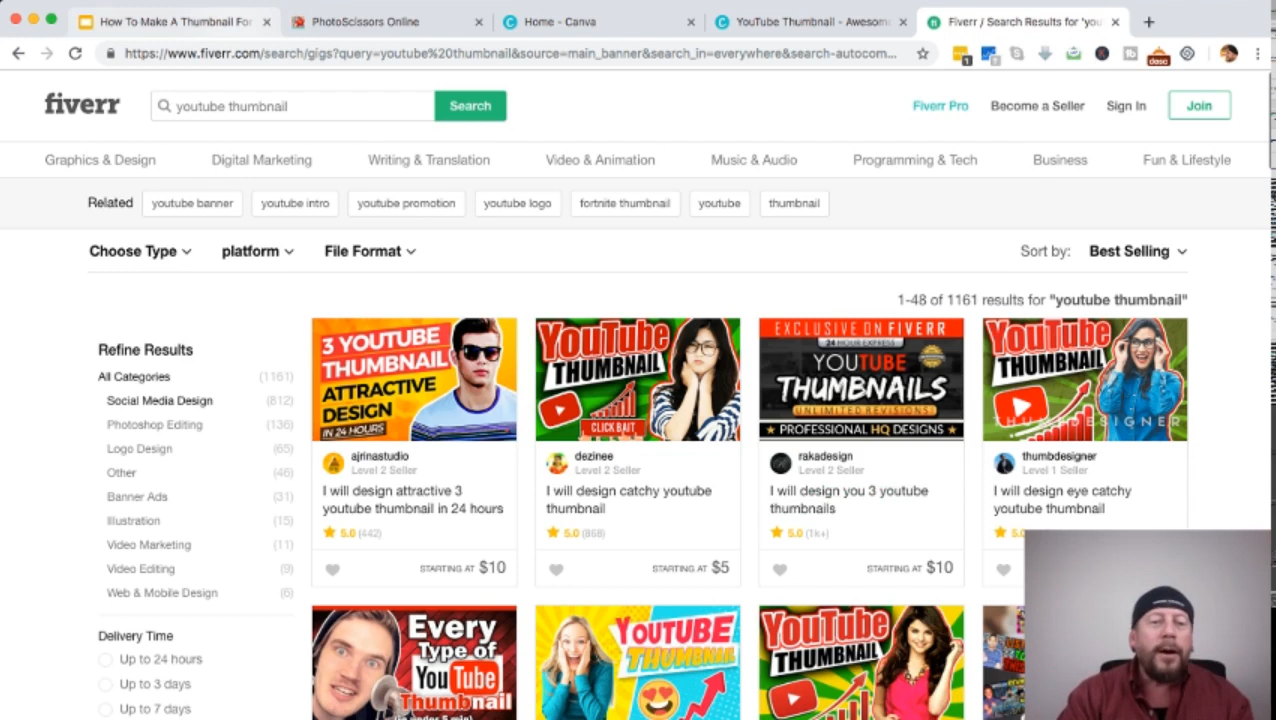 How To Make A Thumbnail For
PhotoScissors Online
Home - Canva
YouTube Thumbnail - Awesome
Fiverr / Search Results for 'you
https://www.fiverr.com/search/gigs?query=youtube%20thumbnail&source=main_banner&search_in=everywhere&search-autocom...
1
desc
fiverr
youtube thumbnail
Search
Fiverr Pro
Become a Seller
Sign In
Join
Graphics & Design
Digital Marketing
Writing & Translation
Video & Animation
Music & Audio
Programming & Tech
Business
Fun & Lifestyle
Related
youtube banner
youtube intro
youtube promotion
youtube logo
fortnite thumbnail
youtube
thumbnail
Choose Type
platform
File Format
Sort by:
Best Selling
1-48 of 1161 results for "youtube thumbnail"
Refine Results
All Categories (1161)
Social Media Design (812)
Photoshop Editing (136)
Logo Design (65)
Other (46)
Banner Ads (31)
Illustration (15)
Video Marketing (11)
Video Editing (9)
Web & Mobile Design (6)
Delivery Time
Up to 24 hours
Up to 3 days
Up to 7 days
3 YOUTUBE
THUMBNAIL
ATTRACTIVE
DESIGN
IN 24 HOURS
ajrinastudio
Level 2 Seller
I will design attractive 3
youtube thumbnail in 24 hours
5.0 (442)
STARTING AT $10
YouTube
THUMBNAIL
CLICK BAIT
dezinee
Level 2 Seller
I will design catchy youtube
thumbnail
5.0 (868)
STARTING AT $5
EXCLUSIVE ON FIVERR
24 HOUR EXPRESS
YOUTUBE
THUMBNAILS
UNLIMITED REVISIONS!
★ PROFESSIONAL HQ DESIGNS ★
rakadesign
Level 2 Seller
I will design you 3 youtube
thumbnails
5.0 (1k+)
STARTING AT $10
YouTube
THUMBNAIL
THUMBDESIGNER
thumbdesigner
Level 1 Seller
I will design eye catchy
youtube thumbnail
Every
Type of
YouTube
Thumbnail
(in under 5 min)
YOUTUBE
THUMBNAIL
YouTube
THUMBNAIL